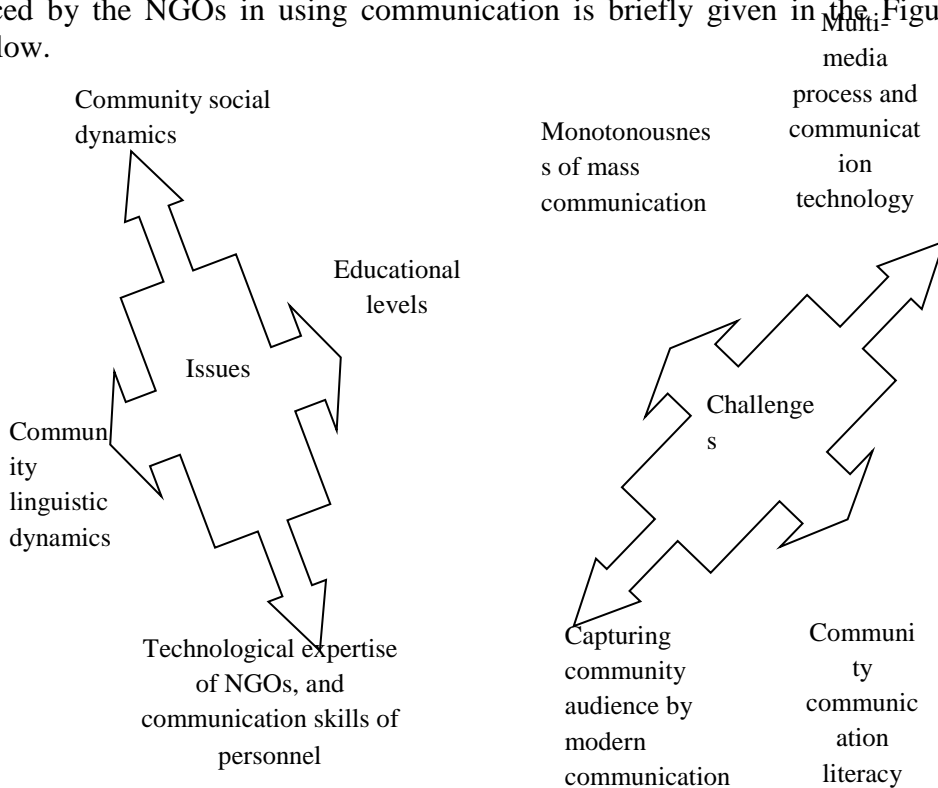 ced by the NGOs in using communication is briefly given in the Figu
low.
Community social
dynamics
Educational
levels
Issues
Commun
ity
linguistic
dynamics
Technological expertise
of NGOs, and
communication skills of
personnel
Monotonousnes
s of mass
communication
Multi-
media
process and
communicat
ion
technology
Challenge
s
Capturing
community
audience by
modern
communication
Communi
ty
communic
ation
literacy